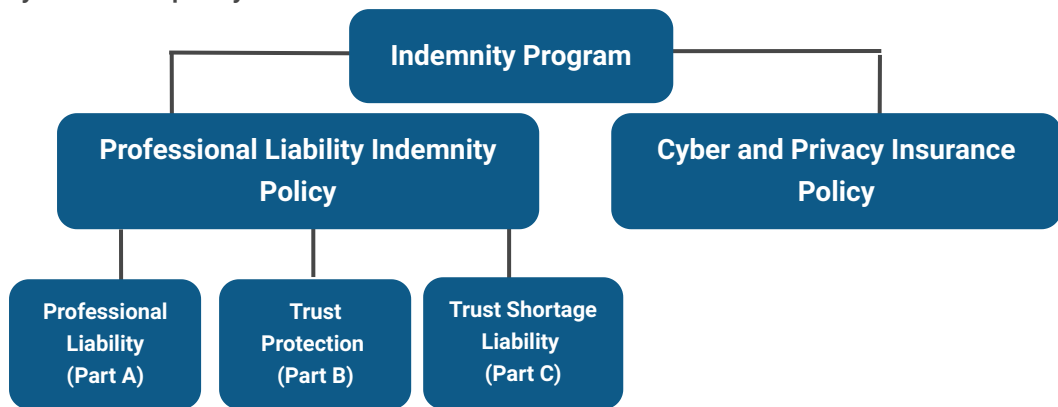 Indemnity Program
Professional Liability Indemnity
Policy
Cyber and Privacy Insurance
Policy
Professional
Liability
(Part A)
Trust
Protection
(Part B)
Trust Shortage
Liability
(Part C)